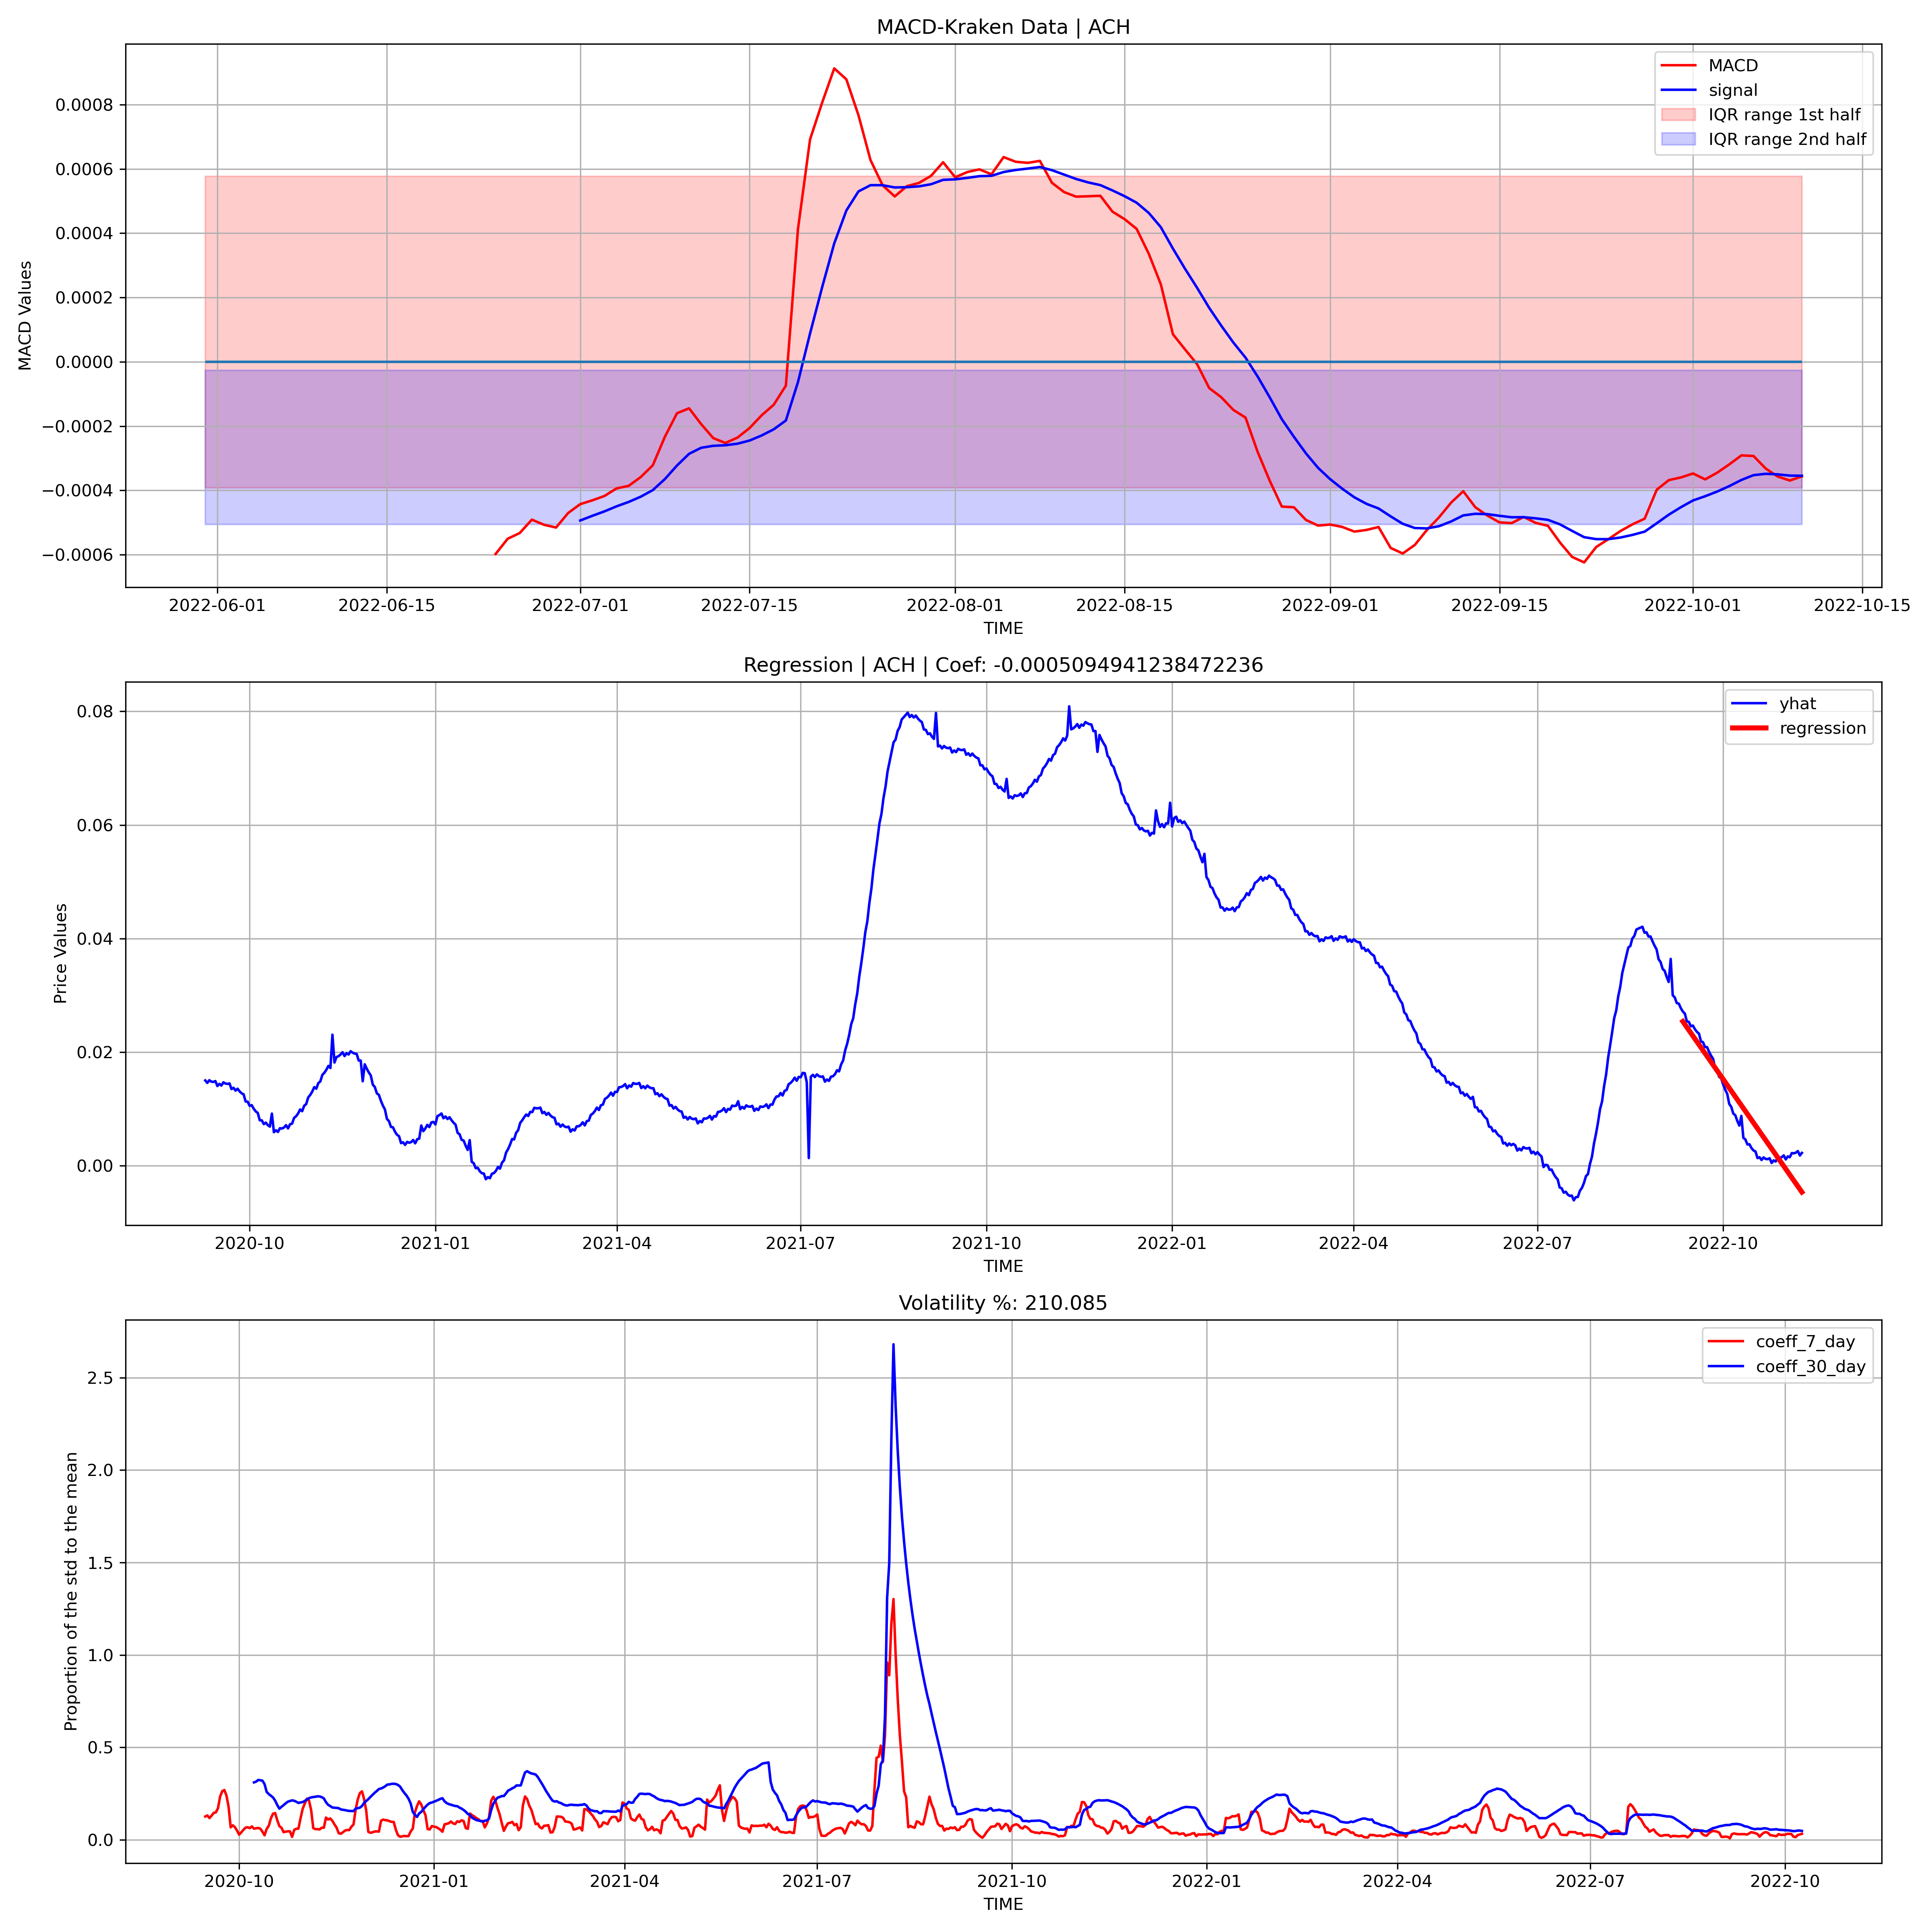 MACD-Kraken Data | ACH
MACD
signal
IQR range 1st half
IQR range 2nd half
MACD Values
0.0008
0.0006
0.0004
0.0002
0.0000
−0.0002
−0.0004
−0.0006
2022-06-01 2022-06-15 2022-07-01 2022-07-15 2022-08-01 2022-08-15 2022-09-01 2022-09-15 2022-10-01 2022-10-15
TIME
Regression | ACH | Coef: -0.0005094941238472236
yhat
regression
Price Values
0.08
0.06
0.04
0.02
0.00
2020-10 2021-01 2021-04 2021-07 2021-10 2022-01 2022-04 2022-07 2022-10
TIME
Volatility %: 210.085
coeff_7_day
coeff_30_day
Proportion of the std to the mean
2.5
2.0
1.5
1.0
0.5
0.0
2020-10 2021-01 2021-04 2021-07 2021-10 2022-01 2022-04 2022-07 2022-10
TIME